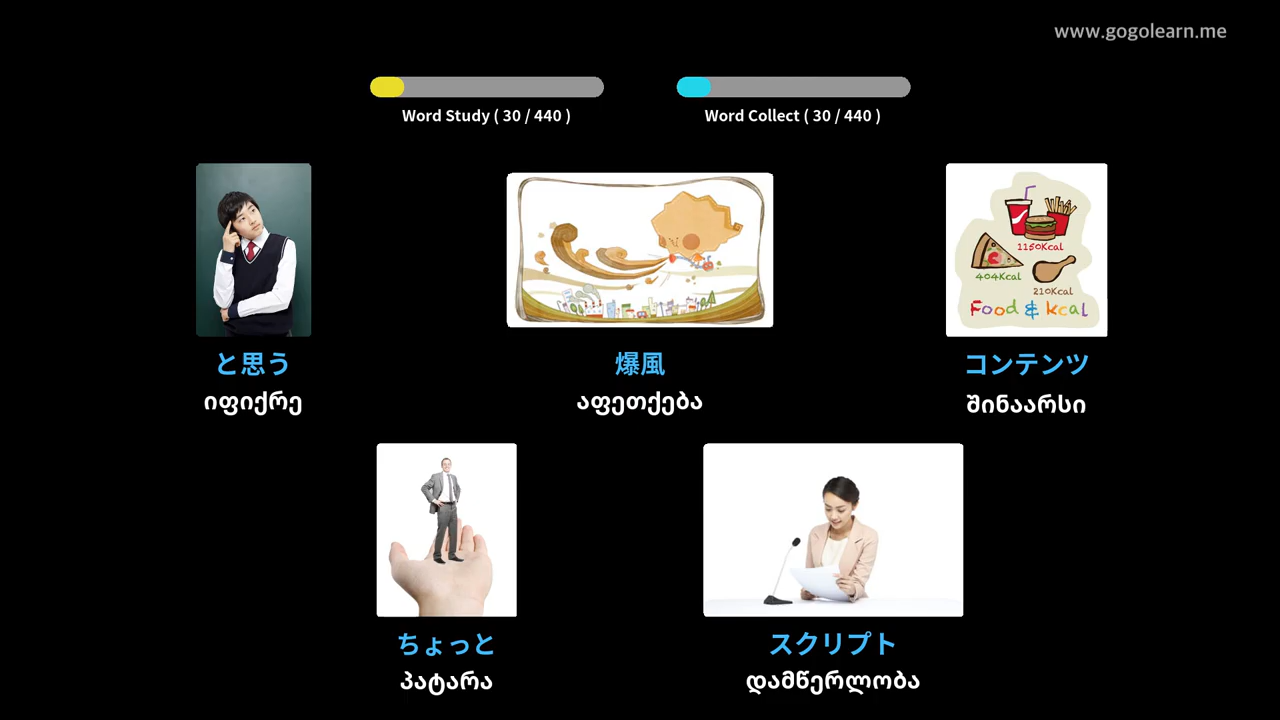 www.gogolearn.me
Word Study ( 30 / 440 )
Word Collect ( 30 / 440 )
1150Kcal
404Kcal
210Kcal
Food & kcal
と思う
爆風
コンテンツ
იფიქრე
აფეთქება
შინაარსი
ちょっと
スクリプト
პატარა
დამწერლობა